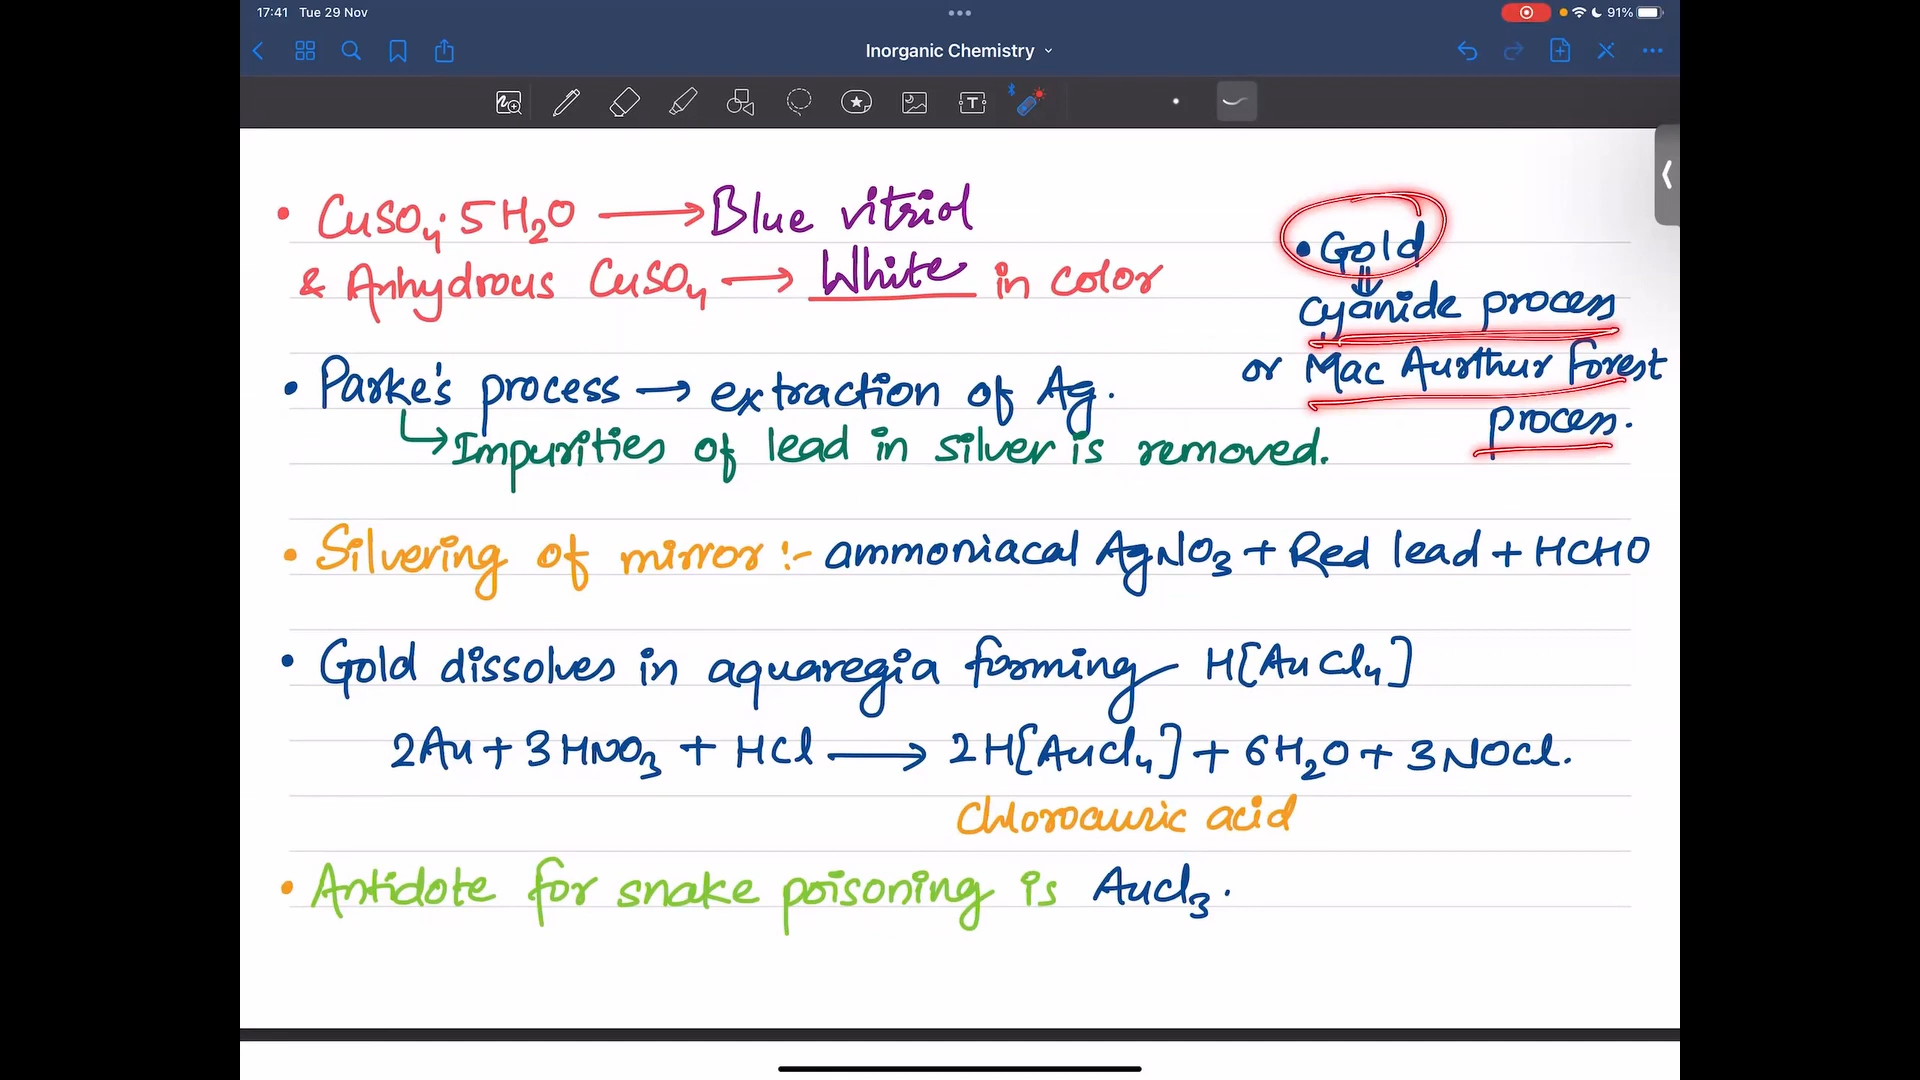 17:41 Tue 29 Nov
91%
Inorganic Chemistry
• CuSO₄·5H₂O → Blue vitriol
& Anhydrous CuSO₄ → White in color
• Gold
⇓
Cyanide process
or Mac Aurthur Forest
process.
• Parke's process → extraction of Ag.
↳ Impurities of lead in silver is removed.
• Silvering of mirror :- ammoniacal AgNO₃ + Red lead + HCHO
• Gold dissolves in aquaregia forming H[AuCl₄]
2Au + 3HNO₃ + HCl → 2H[AuCl₄] + 6H₂O + 3NOCl.
Chloroauric acid
• Antidote for snake poisoning is AuCl₃.